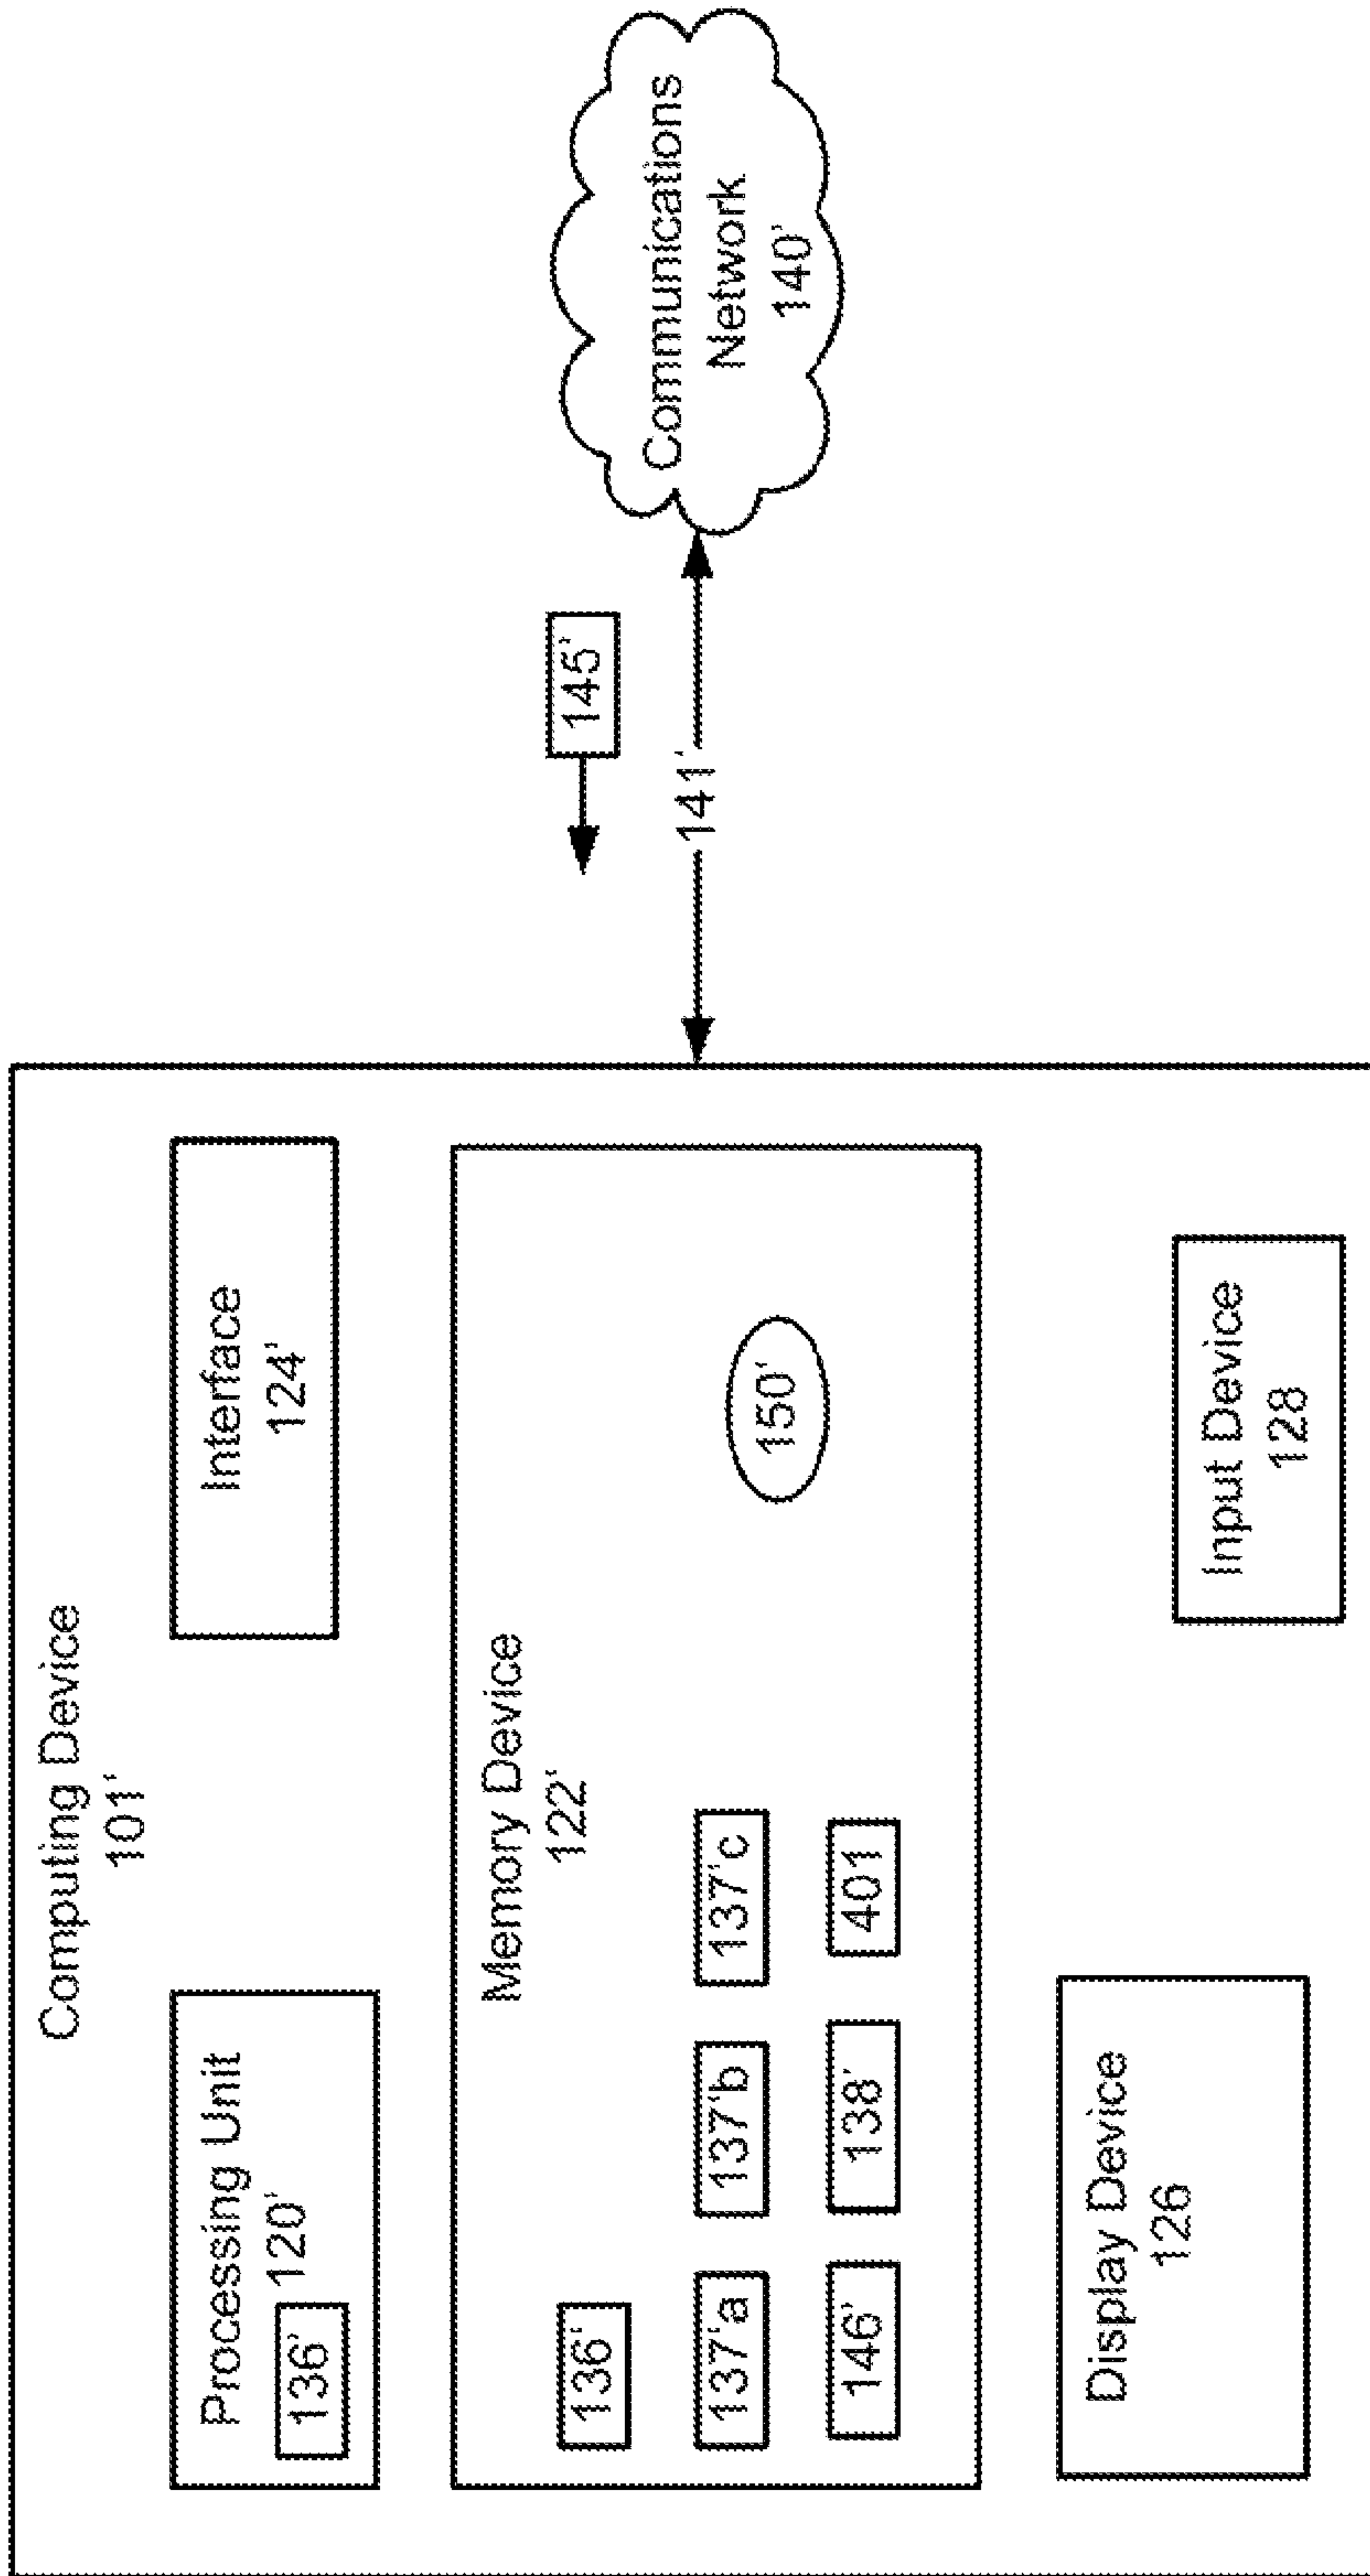 Computing Device
101'
Processing Unit
120'
136'
Interface
124'
Memory Device
122'
136'
137'a
137'b
137'c
146'
138'
401
150'
Display Device
126
Input Device
128
145'
141'
Communications
Network
140'